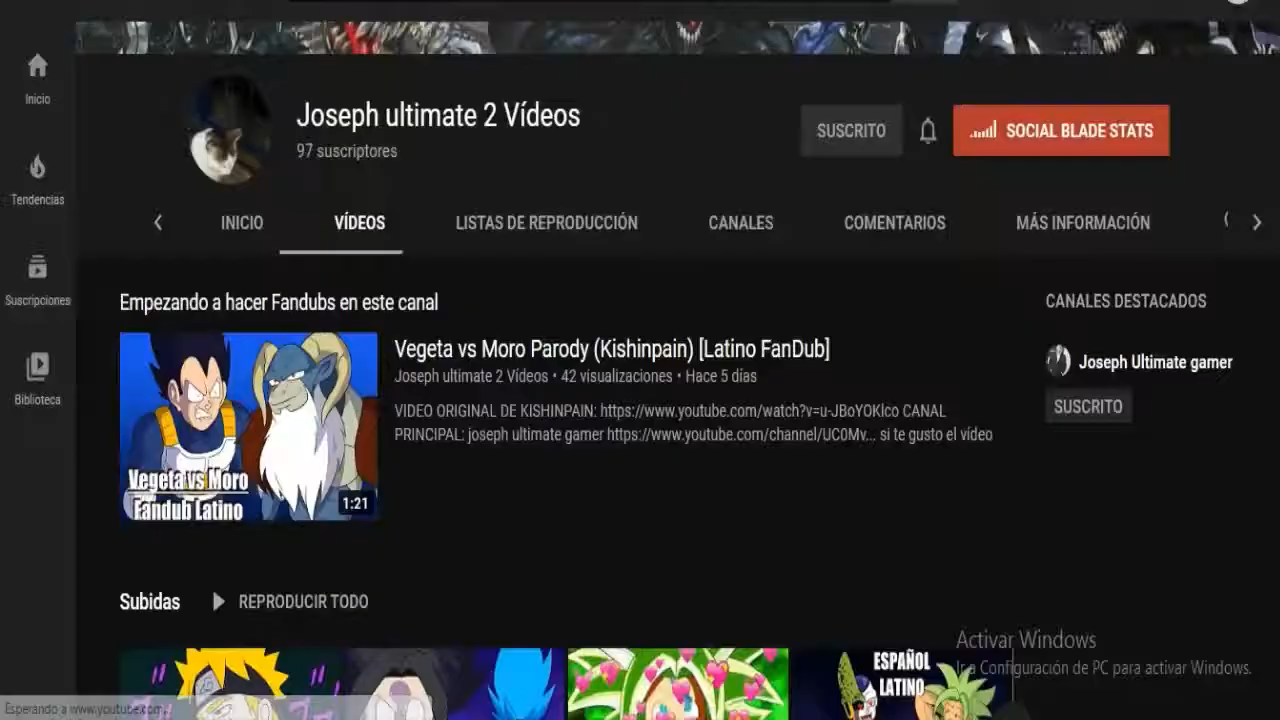 Inicio
Tendencias
Suscripciones
Biblioteca
Joseph ultimate 2 Vídeos
97 suscriptores
SUSCRITO
SOCIAL BLADE STATS
INICIO
VÍDEOS
LISTAS DE REPRODUCCIÓN
CANALES
COMENTARIOS
MÁS INFORMACIÓN
Empezando a hacer Fandubs en este canal
Vegeta vs Moro
Fandub Latino
1:21
Vegeta vs Moro Parody (Kishinpain) [Latino FanDub]
Joseph ultimate 2 Vídeos • 42 visualizaciones • Hace 5 días
VIDEO ORIGINAL DE KISHINPAIN: https://www.youtube.com/watch?v=u-JBoYOKlco CANAL
PRINCIPAL: joseph ultimate gamer https://www.youtube.com/channel/UC0Mv... si te gusto el vídeo
CANALES DESTACADOS
Joseph Ultimate gamer
SUSCRITO
Subidas
REPRODUCIR TODO
ESPAÑOL
LATINO
Activar Windows
Ir a Configuración de PC para activar Windows.
Esperando a www.youtube.com...